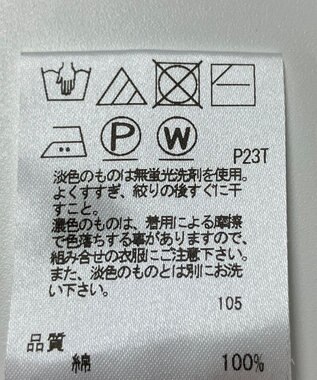 P W
P23T
淡色のものは無蛍光洗剤を使用。
よくすすぎ、絞りの後すぐに干
すこと。
濃色のものは、着用による摩擦
で色落ちする事がありますので、
組み合せの衣服にご注意下さい。
また、淡色のものとは別にお洗
い下さい。
105
品質
綿 100%